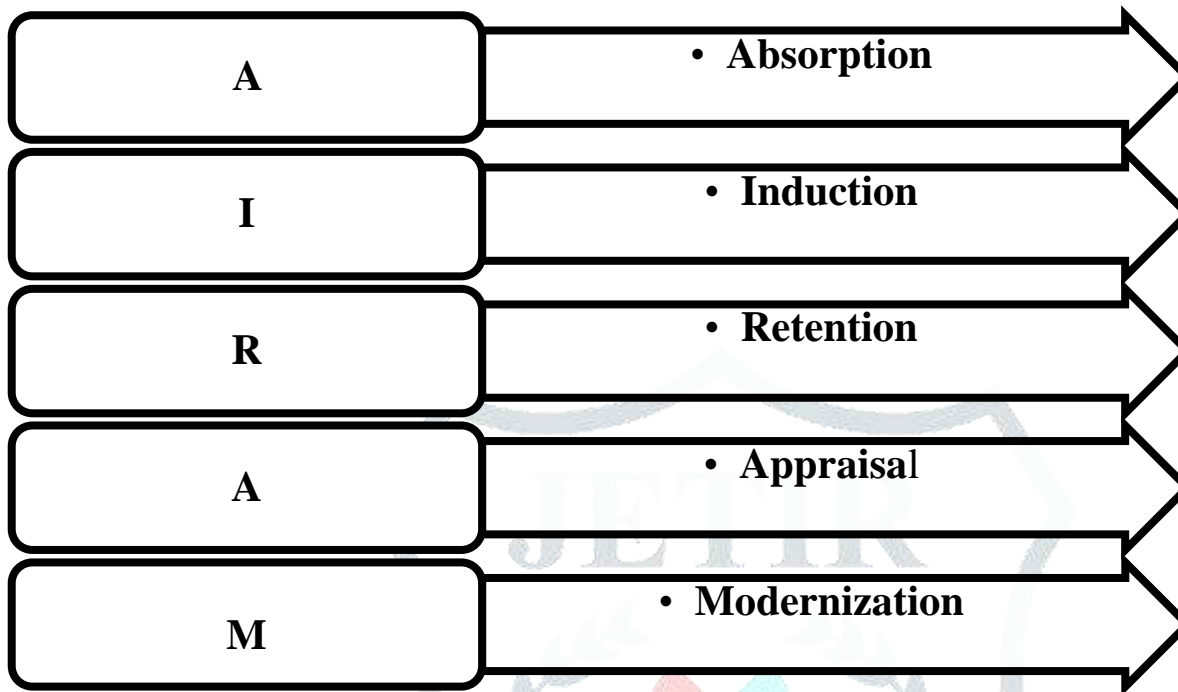 A
• Absorption
I
• Induction
R
• Retention
A
• Appraisal
JETIR
M
• Modernization